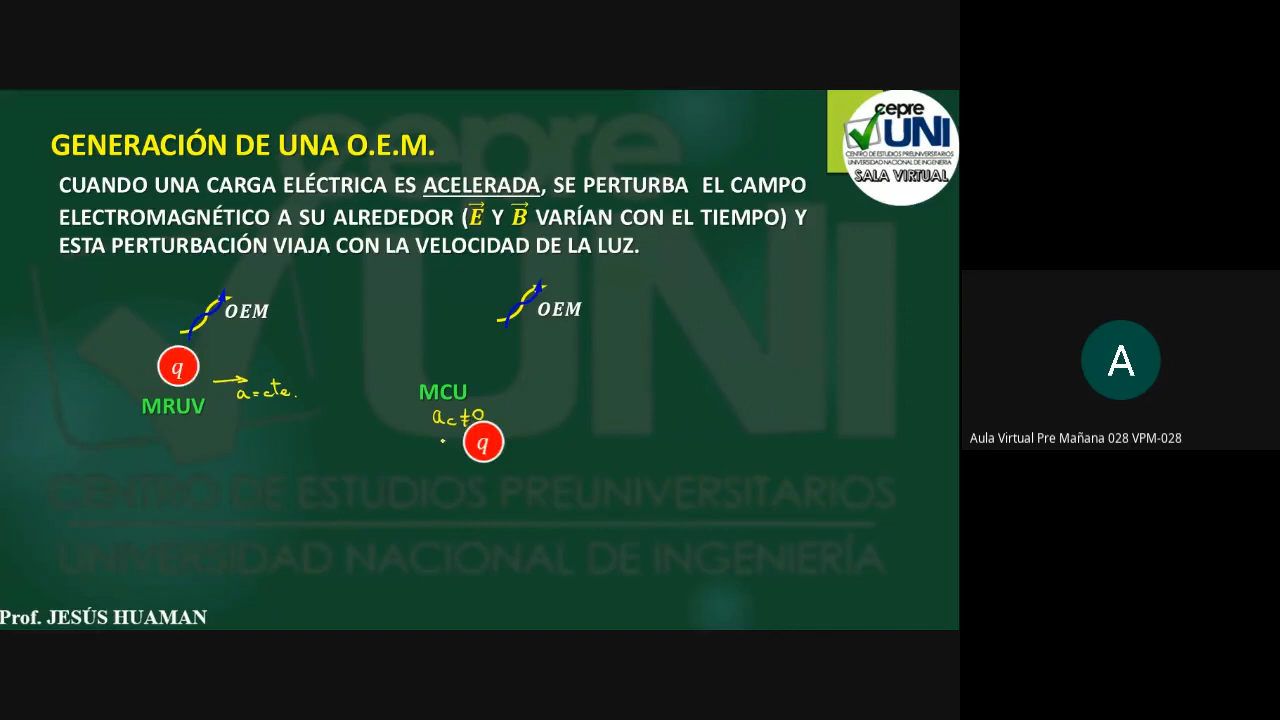 cepre
UNI
CENTRO DE ESTUDIOS PREUNIVERSITARIOS
UNIVERSIDAD NACIONAL DE INGENIERÍA
SALA VIRTUAL
GENERACIÓN DE UNA O.E.M.
CUANDO UNA CARGA ELÉCTRICA ES ACELERADA, SE PERTURBA EL CAMPO
ELECTROMAGNÉTICO A SU ALREDEDOR (E⃗ Y B⃗ VARÍAN CON EL TIEMPO) Y
ESTA PERTURBACIÓN VIAJA CON LA VELOCIDAD DE LA LUZ.
OEM
OEM
q
a = cte.
MRUV
MCU
a_c ≠ 0
q
cepre
UNI
CENTRO DE ESTUDIOS PREUNIVERSITARIOS
UNIVERSIDAD NACIONAL DE INGENIERÍA
Prof. JESÚS HUAMAN
A
Aula Virtual Pre Mañana 028 VPM-028